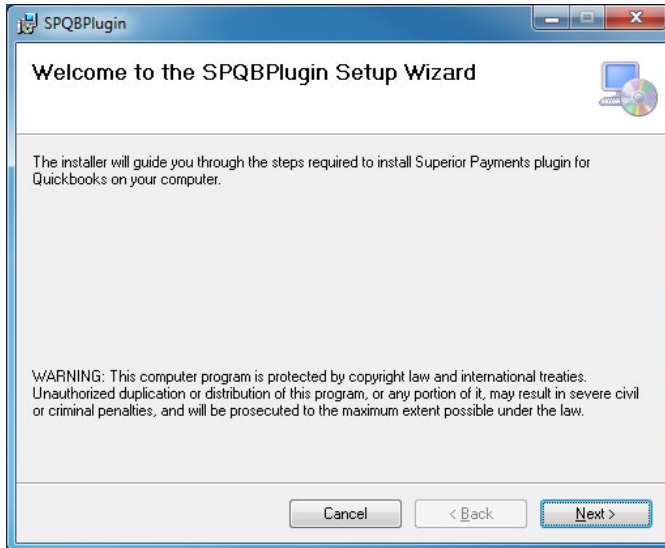 SPQBPlugin
Welcome to the SPQBPlugin Setup Wizard
The installer will guide you through the steps required to install Superior Payments plugin for
Quickbooks on your computer.
WARNING: This computer program is protected by copyright law and international treaties.
Unauthorized duplication or distribution of this program, or any portion of it, may result in severe civil
or criminal penalties, and will be prosecuted to the maximum extent possible under the law.
Cancel
< Back
Next >